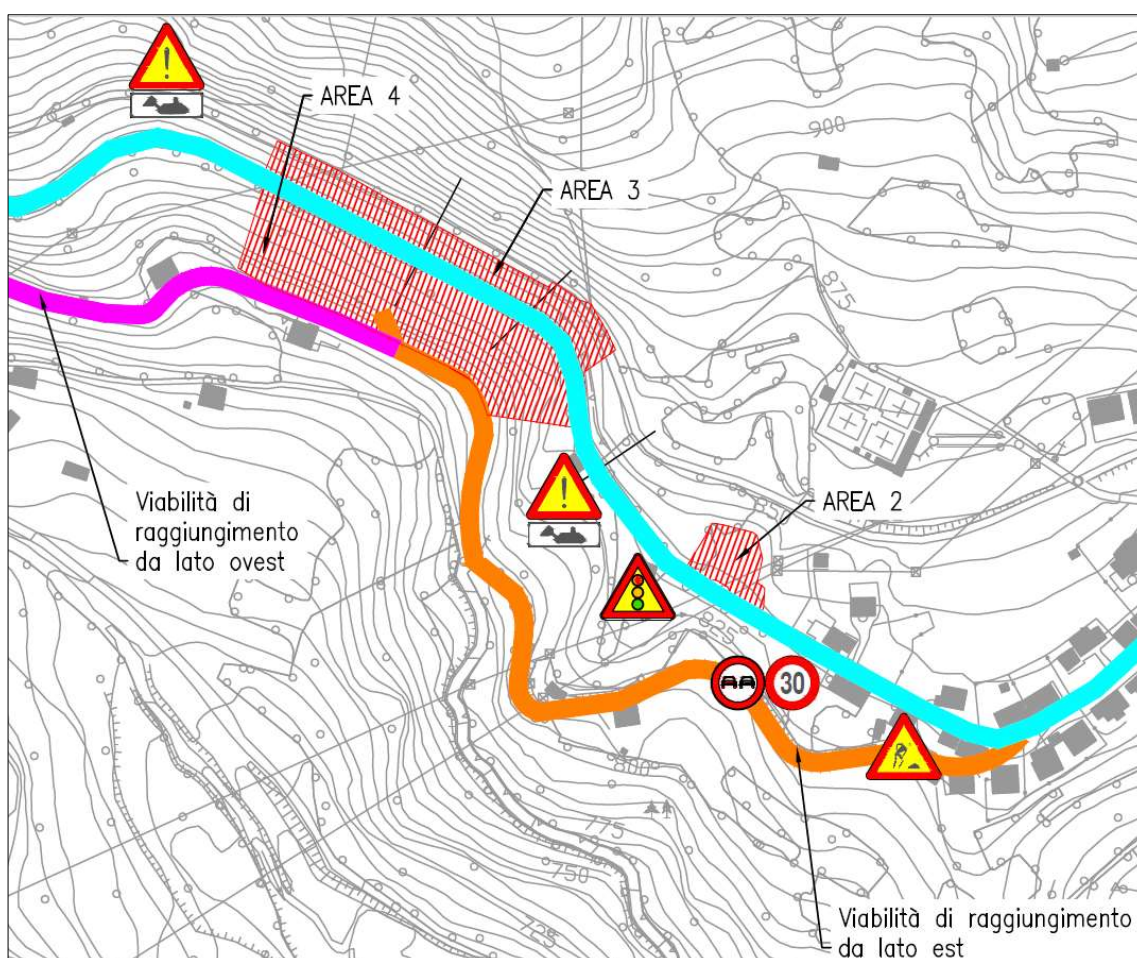 AREA 4
AREA 3
900
875
Viabilità di
raggiungimento
da lato ovest
AREA 2
825
30
800
775
750
725
Viabilità di raggiungimento
da lato est